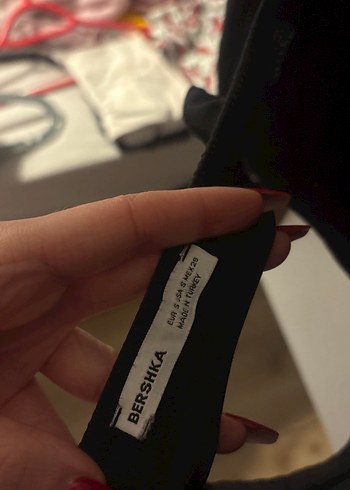 BERSHKA
EUR S USA S MEX 26
MADE IN TURKEY